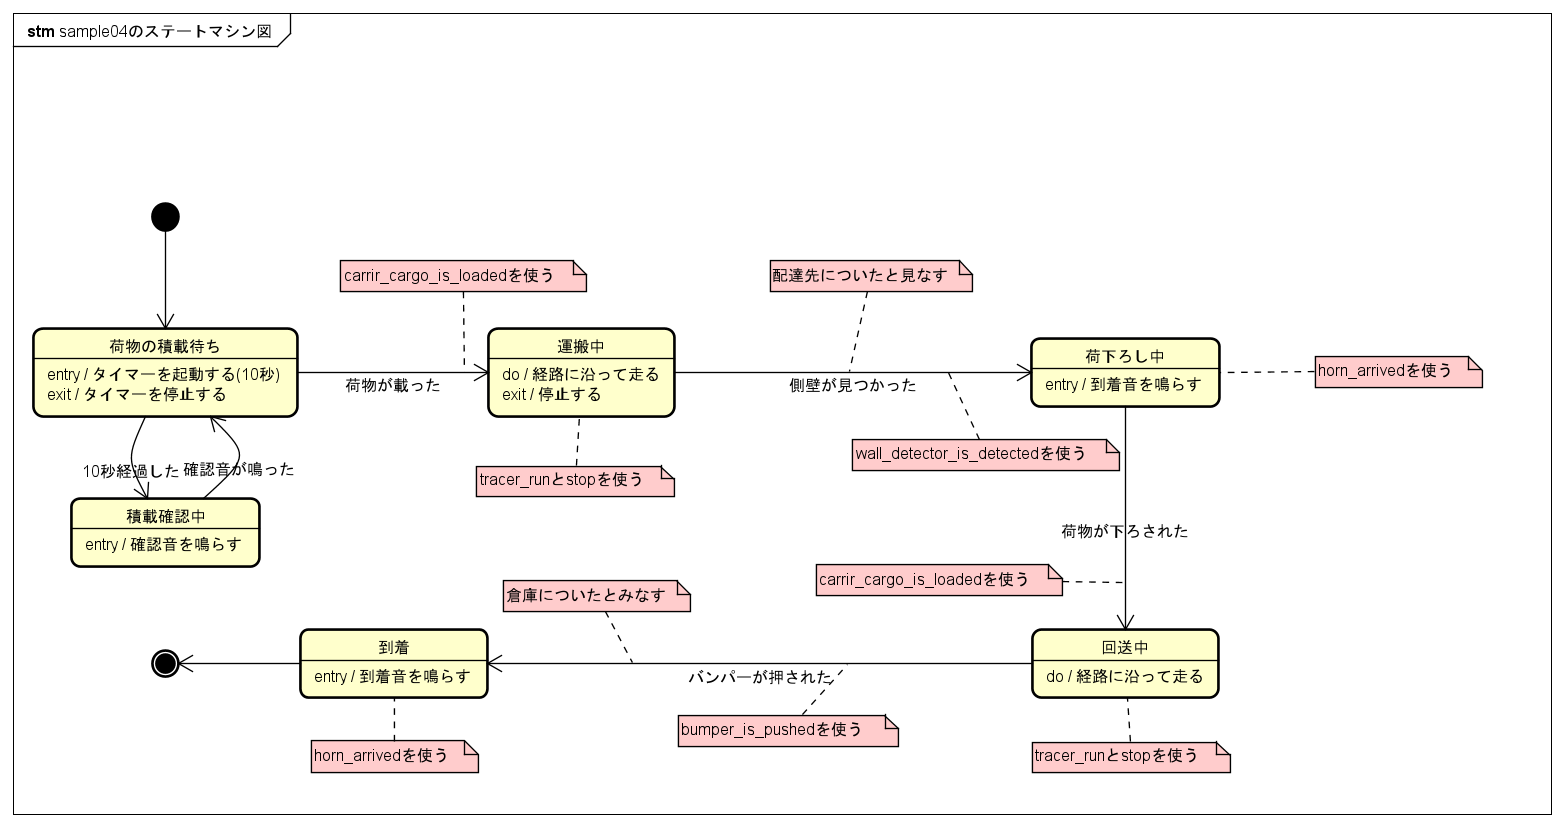 stm sample04のステートマシン図
carrir_cargo_is_loadedを使う
配達先についたと見なす
荷物の積載待ち
entry / タイマーを起動する(10秒)
exit / タイマーを停止する
荷物が載った
運搬中
do / 経路に沿って走る
exit / 停止する
側壁が見つかった
荷下ろし中
entry / 到着音を鳴らす
horn_arrivedを使う
wall_detector_is_detectedを使う
tracer_runとstopを使う
10秒経過した
確認音が鳴った
積載確認中
entry / 確認音を鳴らす
荷物が下ろされた
carrir_cargo_is_loadedを使う
倉庫についたとみなす
到着
entry / 到着音を鳴らす
バンパーが押された
回送中
do / 経路に沿って走る
bumper_is_pushedを使う
horn_arrivedを使う
tracer_runとstopを使う